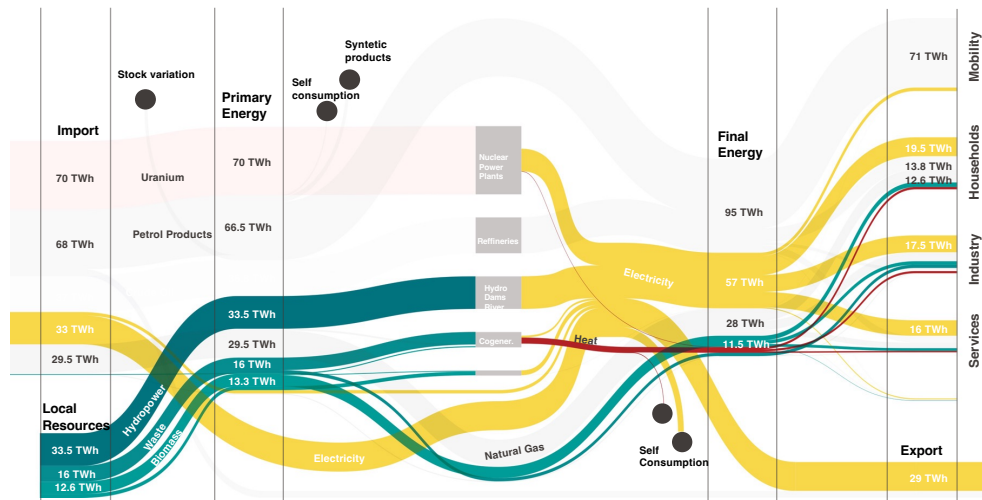 Syntetic
products
Stock variation
Self
consumption
Primary
Energy
Import
70 TWh
Uranium
70 TWh
Nuclear
Power
Plants
Final
Energy
71 TWh
Mobility
19.5 TWh
13.8 TWh
12.6 TWh
Households
68 TWh
Petrol Products
66.5 TWh
Reffineries
95 TWh
17.5 TWh
Industry
Hydro
Dams
River
Electricity
57 TWh
33 TWh
33.5 TWh
28 TWh
16 TWh
Services
29.5 TWh
29.5 TWh
Cogener.
Heat
11.5 TWh
16 TWh
13.3 TWh
Local
Resources
Hydropower
Waste
Biomass
33.5 TWh
16 TWh
12.6 TWh
Electricity
Natural Gas
Self
Consumption
Export
29 TWh